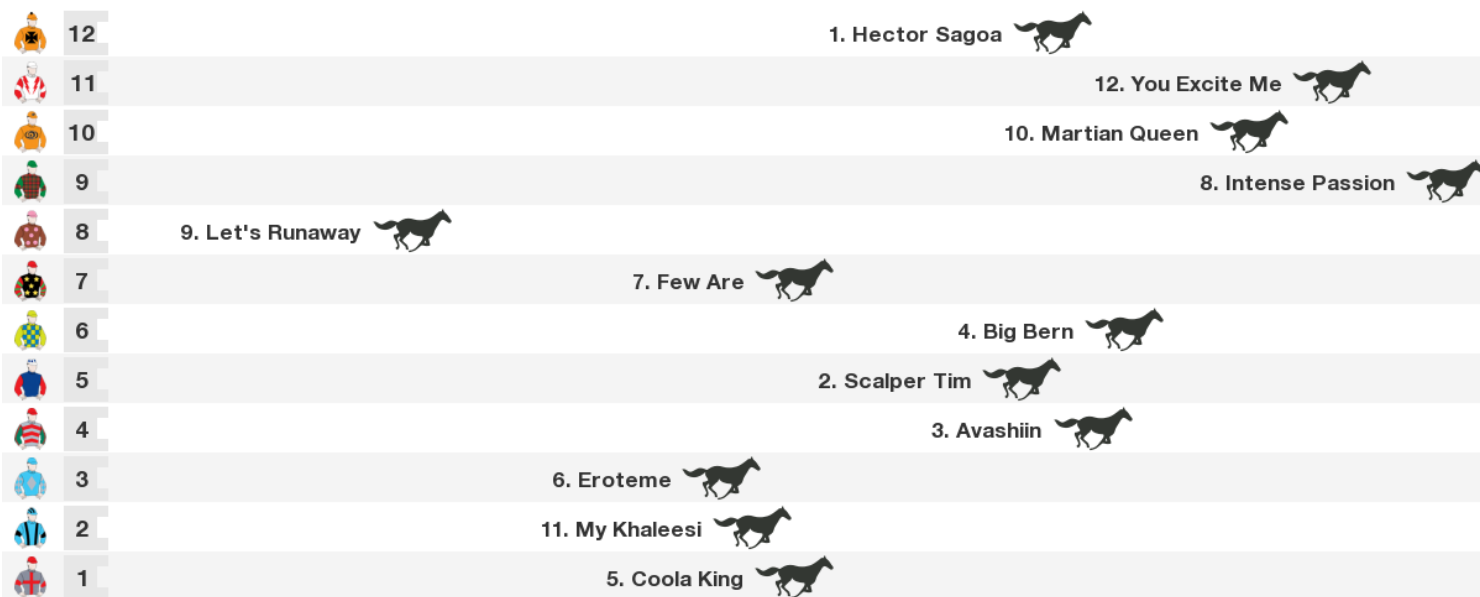 12 1. Hector Sagoa
11 12. You Excite Me
10 10. Martian Queen
9 8. Intense Passion
8 9. Let's Runaway
7 7. Few Are
6 4. Big Bern
5 2. Scalper Tim
4 3. Avashiin
3 6. Eroteme
2 11. My Khaleesi
1 5. Coola King